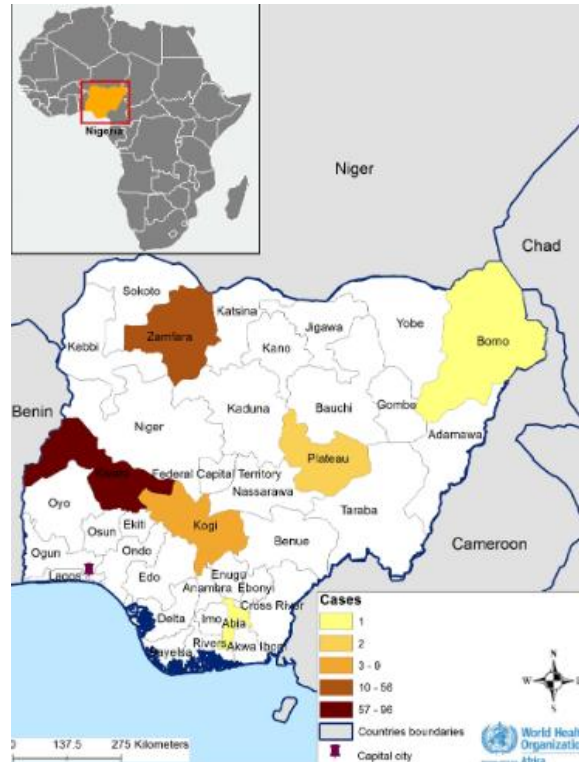 Nigeria
Niger
Chad
Sokoto
Katsina
Zamfara
Jigawa
Yobe
Borno
Kebbi
Kano
Benin
Kaduna
Bauchi
Gombe
Niger
Adamawa
Plateau
Federal Capital Territory
Nassarawa
Oyo
Taraba
Kogi
Ekiti
Osun
Benue
Cameroon
Ogun
Ondo
Lagos
Edo
Enugu
Anambra
Ebonyi
Cross River
Delta
Imo
Abia
Rivers
Akwa Ibom
Bayelsa
Cases
1
2
3 - 9
10 - 56
57 - 96
Countries boundaries
Capital city
N
W
S
0
137.5
275 Kilometers
World Heal
Organizatio